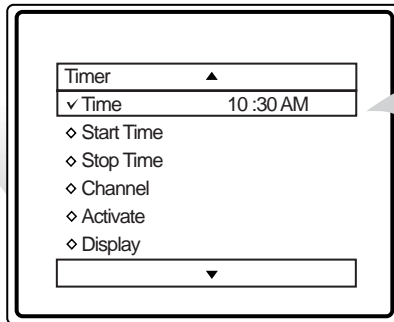 Timer ▲
✓ Time 10 :30 AM
◇ Start Time
◇ Stop Time
◇ Channel
◇ Activate
◇ Display
▼